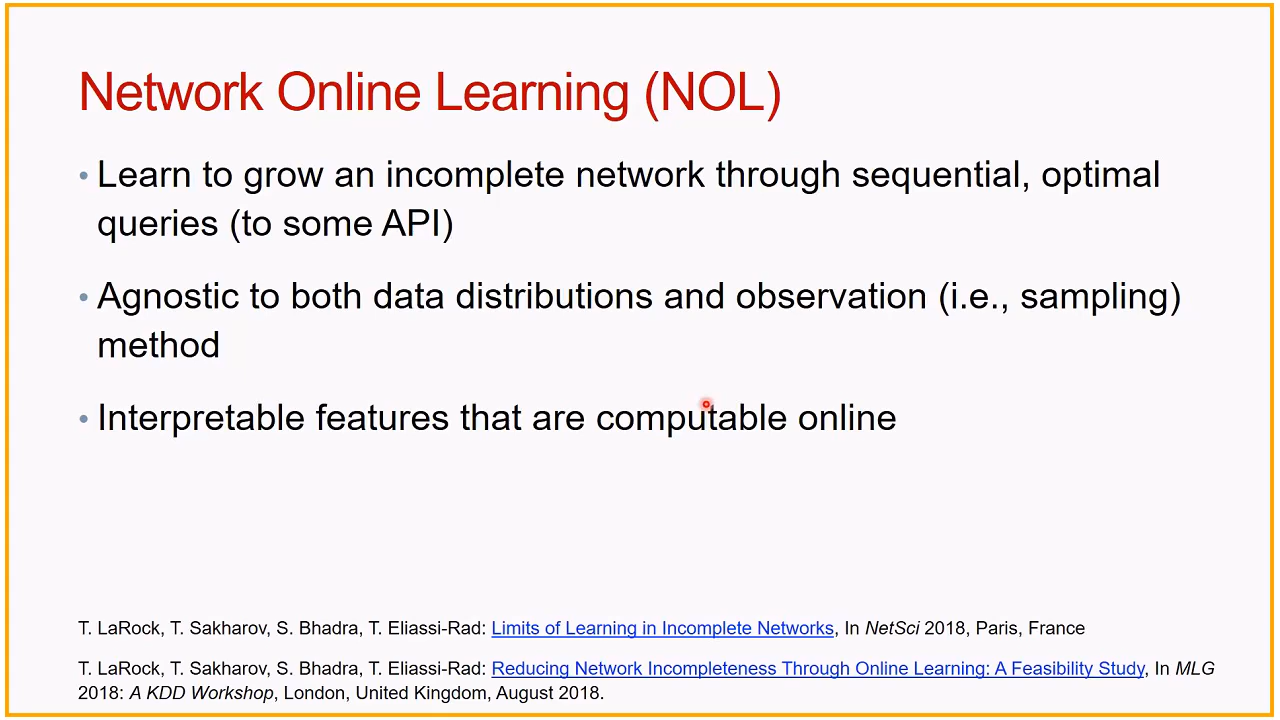 Network Online Learning (NOL)
• Learn to grow an incomplete network through sequential, optimal
queries (to some API)
• Agnostic to both data distributions and observation (i.e., sampling)
method
• Interpretable features that are computable online
T. LaRock, T. Sakharov, S. Bhadra, T. Eliassi-Rad: Limits of Learning in Incomplete Networks, In NetSci 2018, Paris, France
T. LaRock, T. Sakharov, S. Bhadra, T. Eliassi-Rad: Reducing Network Incompleteness Through Online Learning: A Feasibility Study, In MLG
2018: A KDD Workshop, London, United Kingdom, August 2018.